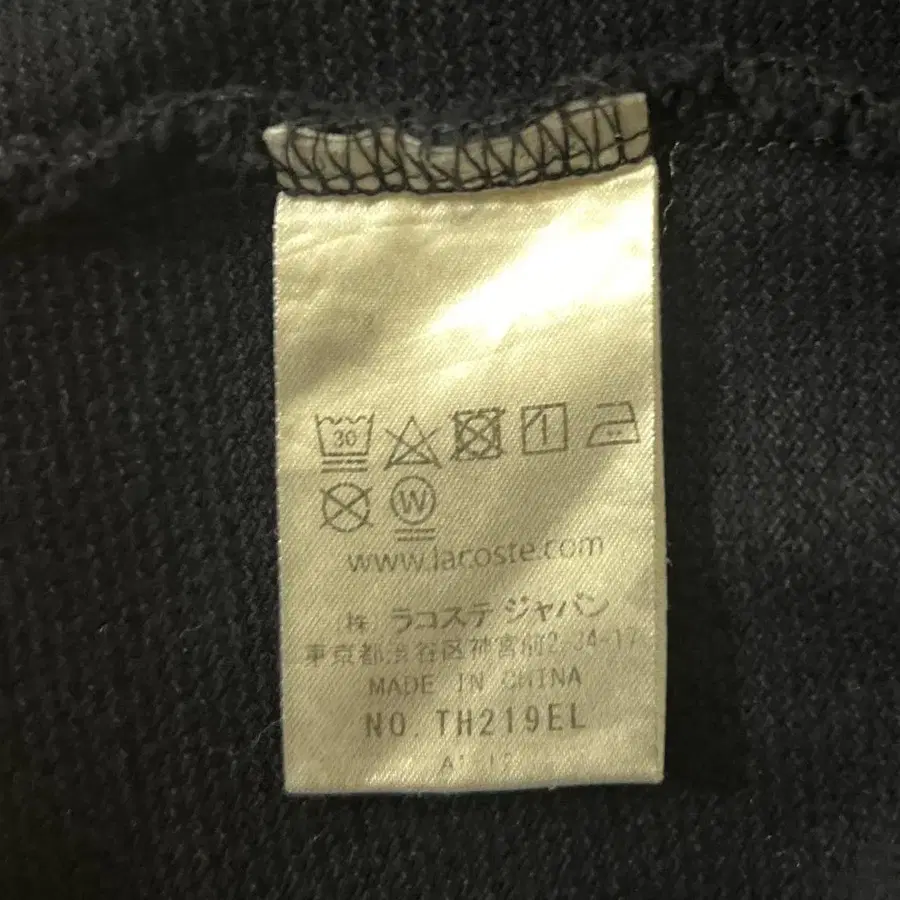 30
W
www.lacoste.com
株 ラコステ ジャパン
東京都渋谷区神宮前2-34-17
MADE IN CHINA
NO. TH219EL